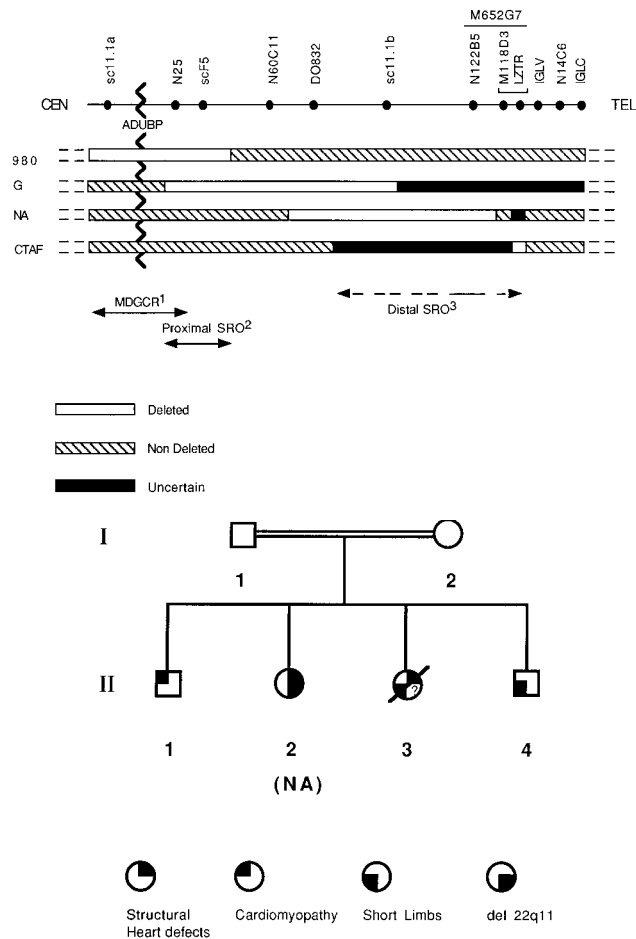 M652G7
sc11.1a N25 scF5 N60C11 DO832 sc11.1b N122B5 M118D3 LZTR IGLV N14C6 IGLC
CEN TEL
ADUBP
980
G
NA
CTAF
MDGCR1
Proximal SRO2
Distal SRO3
Deleted
Non Deleted
Uncertain
I
1 2
II
?
1 2 3 4
(NA)
Structural Heart defects
Cardiomyopathy
Short Limbs
del 22q11